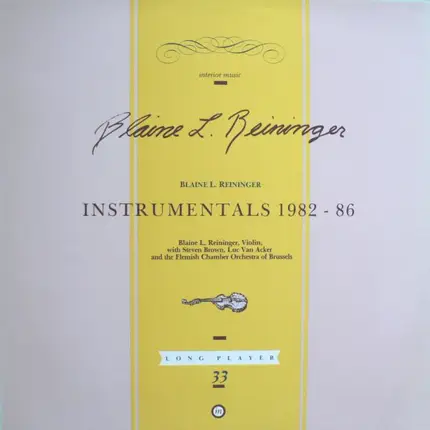 interior music
Blaine L. Reininger
BLAINE L. REININGER
INSTRUMENTALS 1982 - 86
Blaine L. Reininger, Violin,
with Steven Brown, Luc Van Acker
and the Flemish Chamber Orchestra of Brussels
LONG PLAYER
33
m